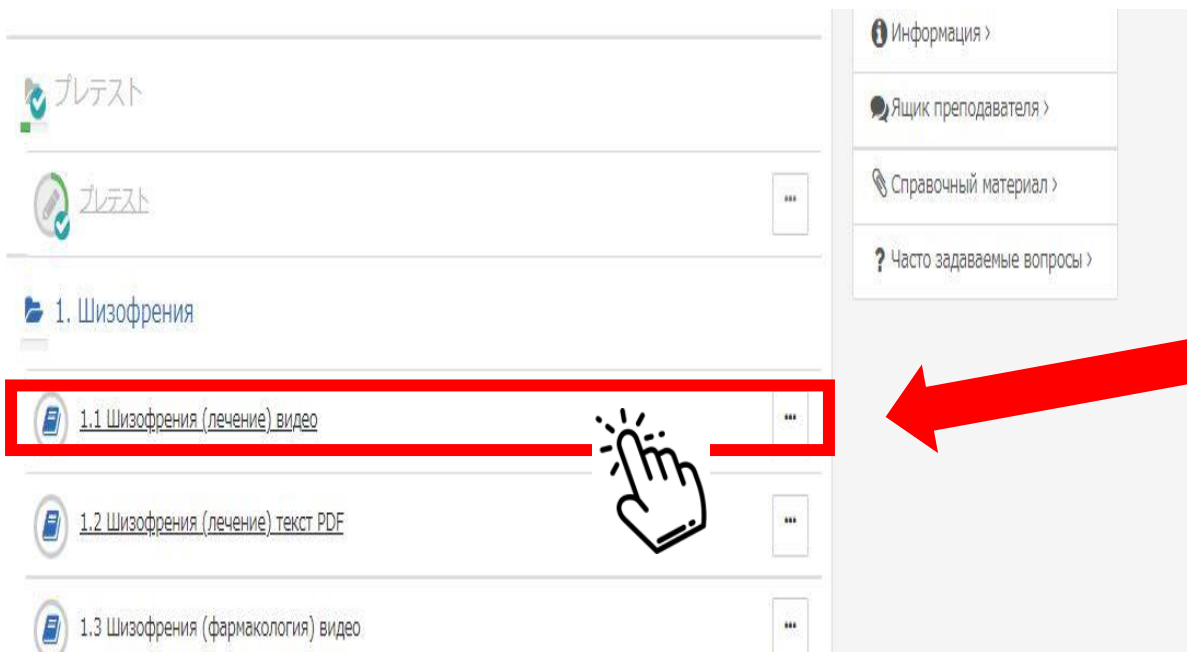 プレテスト
プレテスト
1. Шизофрения
1.1 Шизофрения (лечение) видео
1.2 Шизофрения (лечение) текст PDF
1.3 Шизофрения (фармакология) видео
Информация >
Ящик преподавателя >
Справочный материал >
? Часто задаваемые вопросы >